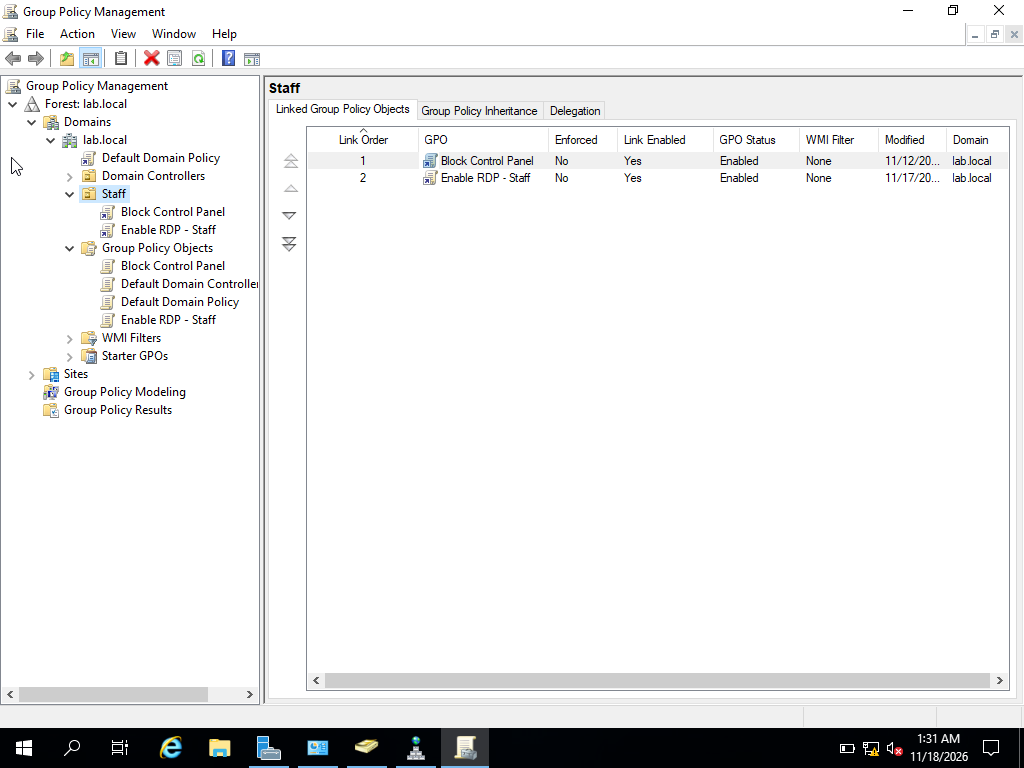 Group Policy Management
File Action View Window Help
Group Policy Management
Forest: lab.local
Domains
lab.local
Default Domain Policy
Domain Controllers
Staff
Block Control Panel
Enable RDP - Staff
Group Policy Objects
Block Control Panel
Default Domain Controller
Default Domain Policy
Enable RDP - Staff
WMI Filters
Starter GPOs
Sites
Group Policy Modeling
Group Policy Results
Staff
Linked Group Policy Objects Group Policy Inheritance Delegation
Link Order GPO Enforced Link Enabled GPO Status WMI Filter Modified Domain
1 Block Control Panel No Yes Enabled None 11/12/20... lab.local
2 Enable RDP - Staff No Yes Enabled None 11/17/20... lab.local
1:31 AM
11/18/2026